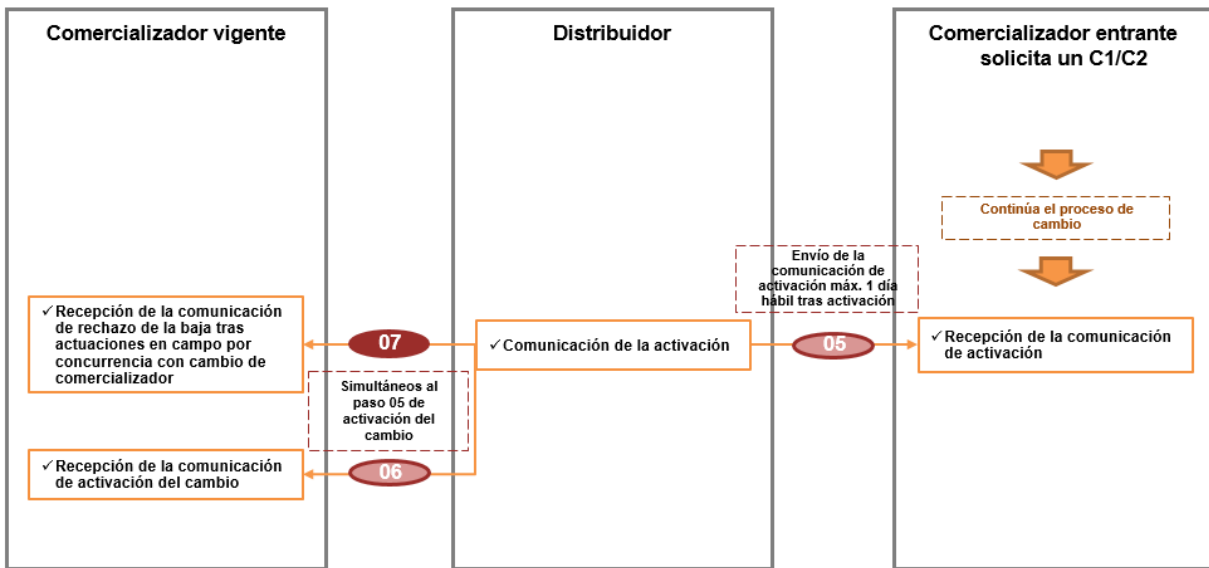 Comercializador vigente
Distribuidor
Comercializador entrante
solicita un C1/C2
Continúa el proceso de
cambio
Envío de la
comunicación de
activación máx. 1 día
hábil tras activación
✓Recepción de la comunicación
de rechazo de la baja tras
actuaciones en campo por
concurrencia con cambio de
comercializador
07
✓Comunicación de la activación
05
✓Recepción de la comunicación
de activación
Simultáneos al
paso 05 de
activación del
cambio
✓Recepción de la comunicación
de activación del cambio
06